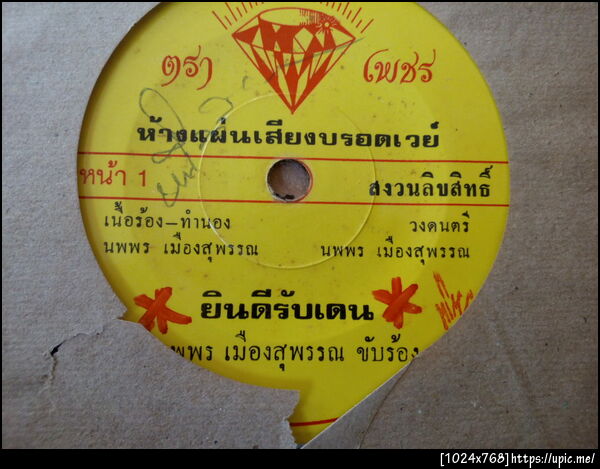 ตรา เพชร
ห้างแผ่นเสียงบรอดเวย์
หน้า 1 สงวนลิขสิทธิ์
เนื้อร้อง—ทำนอง วงดนตรี
นพพร เมืองสุพรรณ นพพร เมืองสุพรรณ
ยินดีรับเดน
นพพร เมืองสุพรรณ ขับร้อง
[1024x768]https://upic.me/